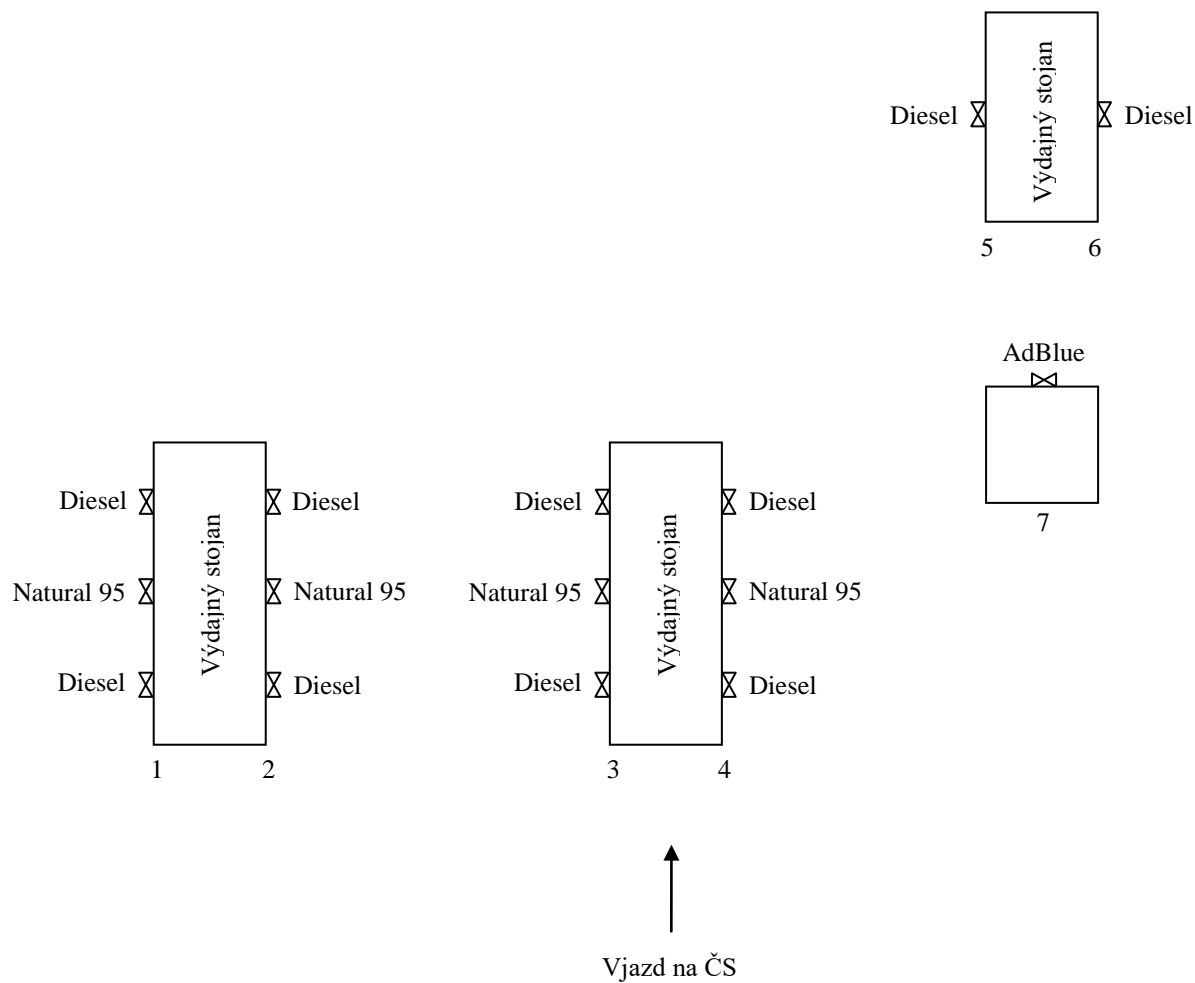 Výdajný stojan
Diesel
Diesel
5
6
AdBlue
7
Diesel
Diesel
Diesel
Diesel
Výdajný stojan
Výdajný stojan
Natural 95
Natural 95
Natural 95
Natural 95
Diesel
Diesel
Diesel
Diesel
1
2
3
4
Vjazd na ČS